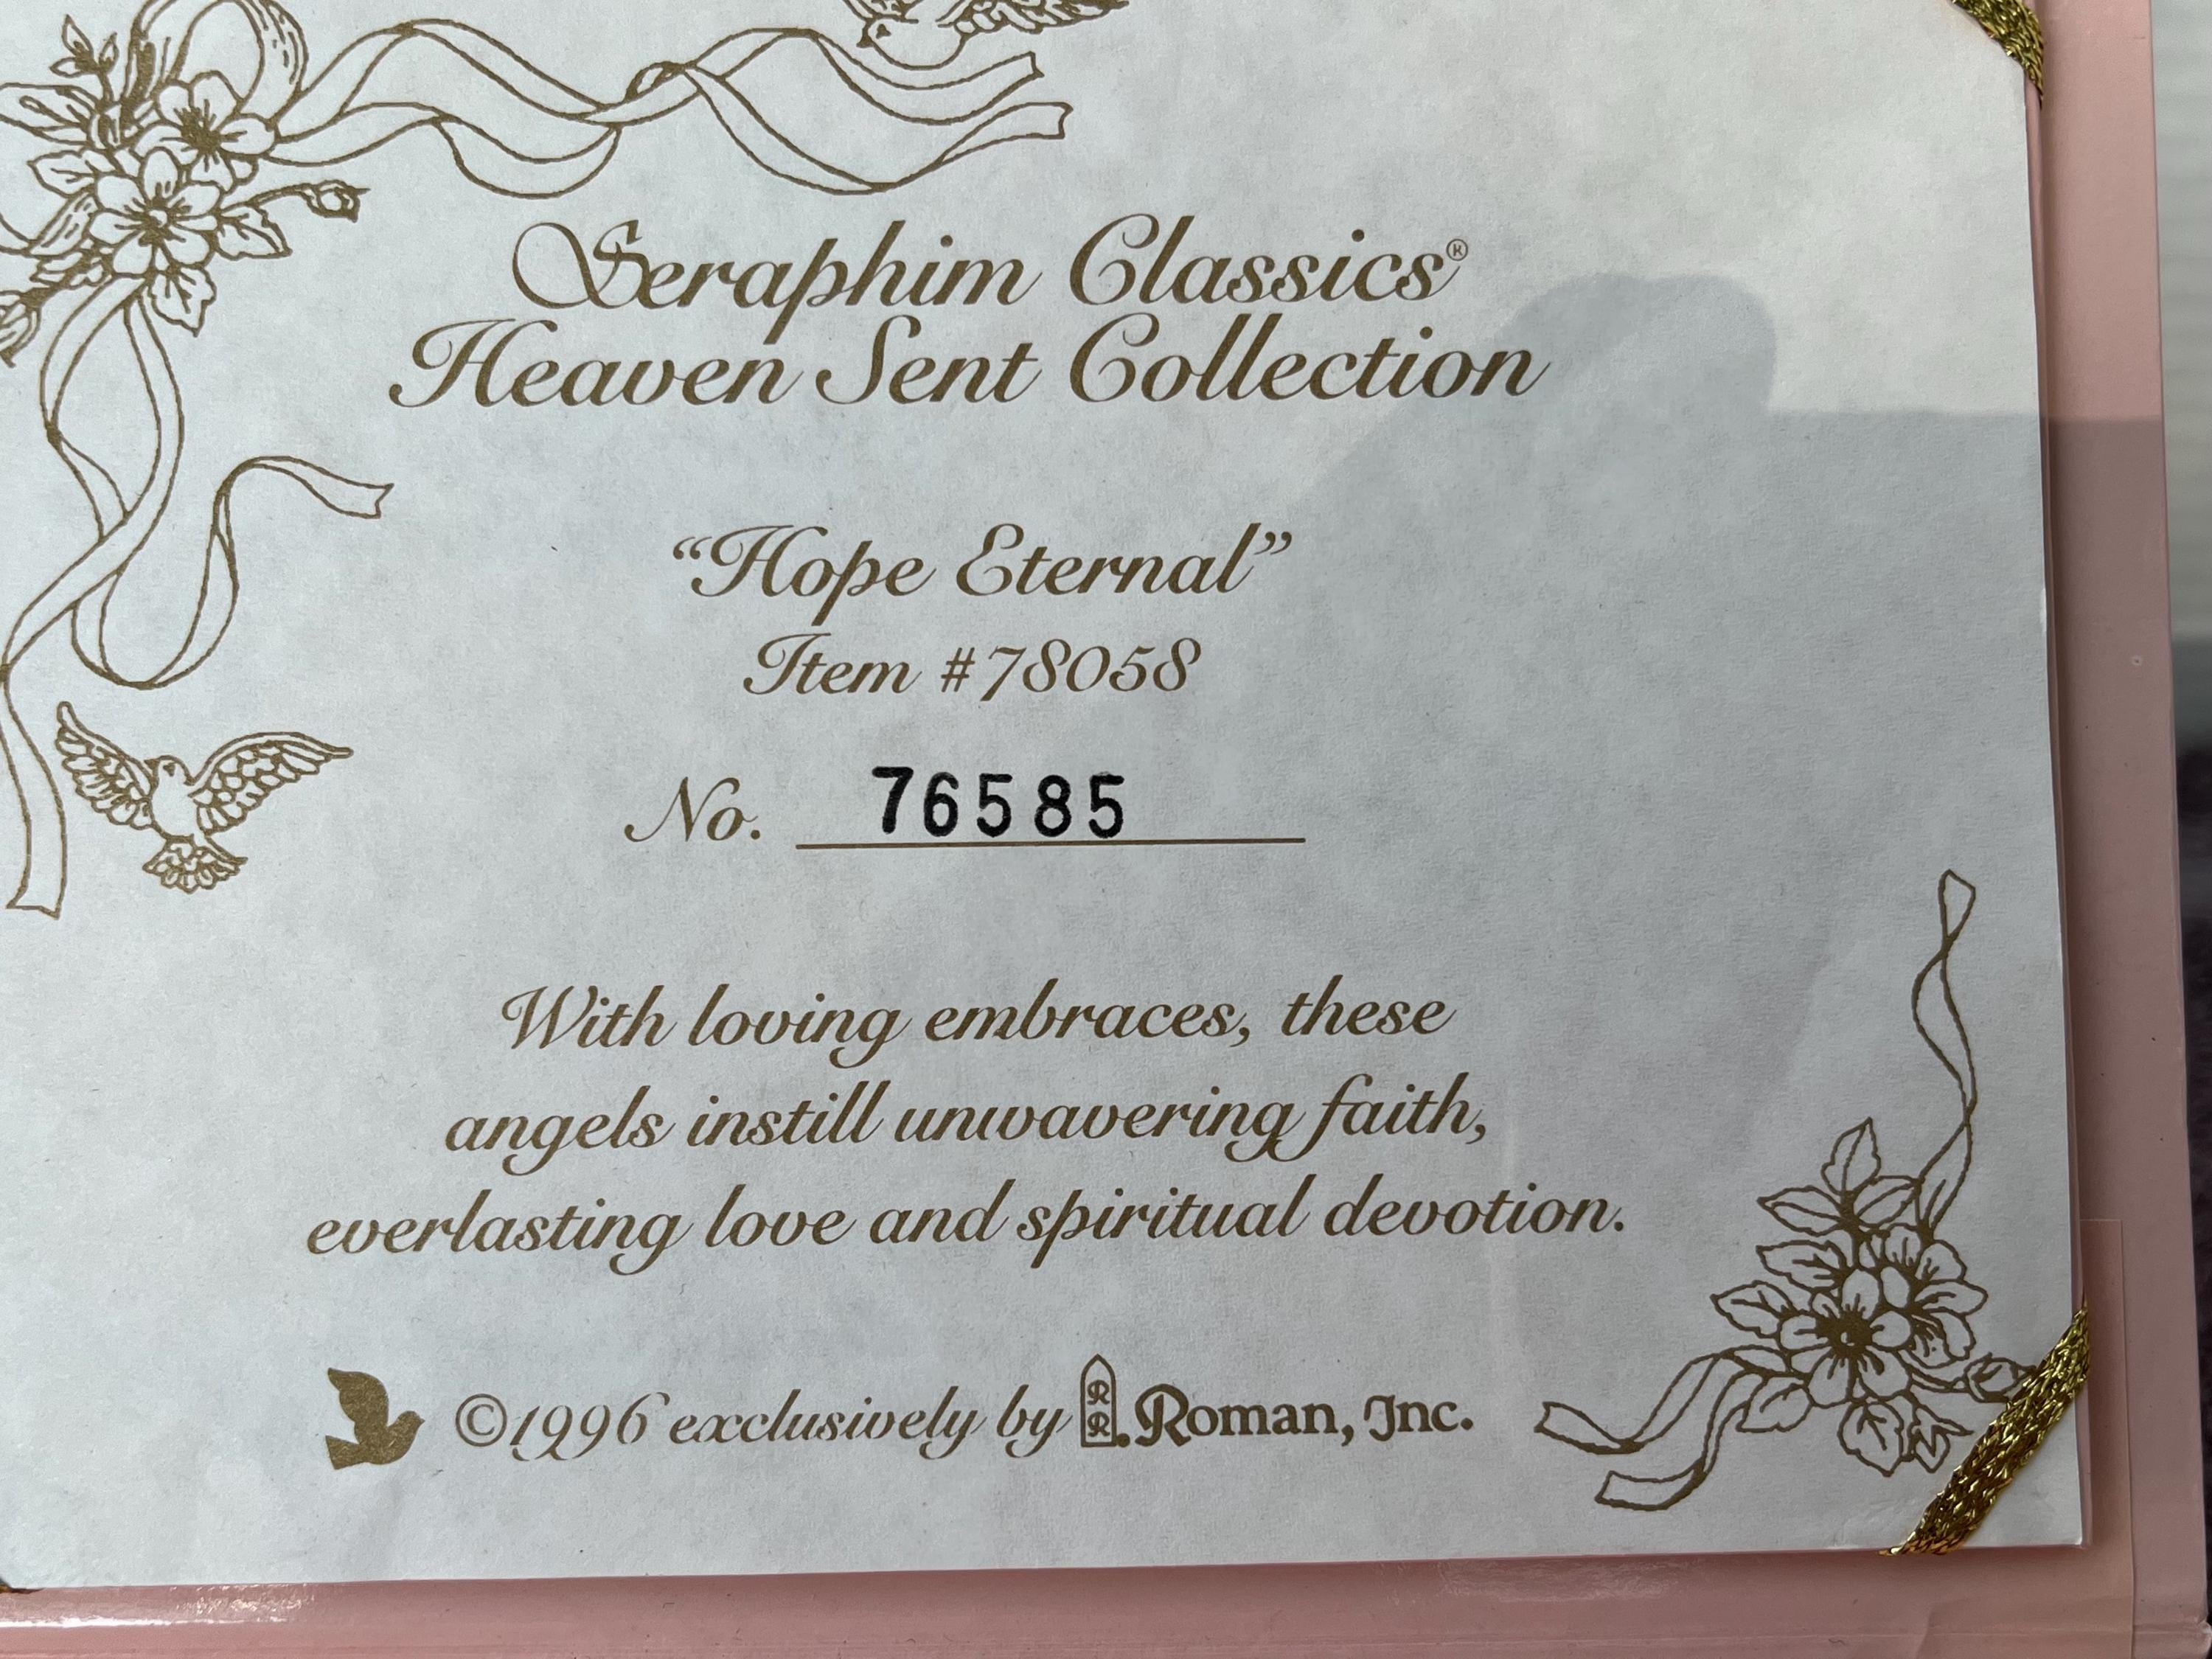 Seraphim Classics®
Heaven Sent Collection
“Hope Eternal”
Item #78058
No. 76585
With loving embraces, these
angels instill unwavering faith,
everlasting love and spiritual devotion.
©1996 exclusively by RR. Roman, Inc.